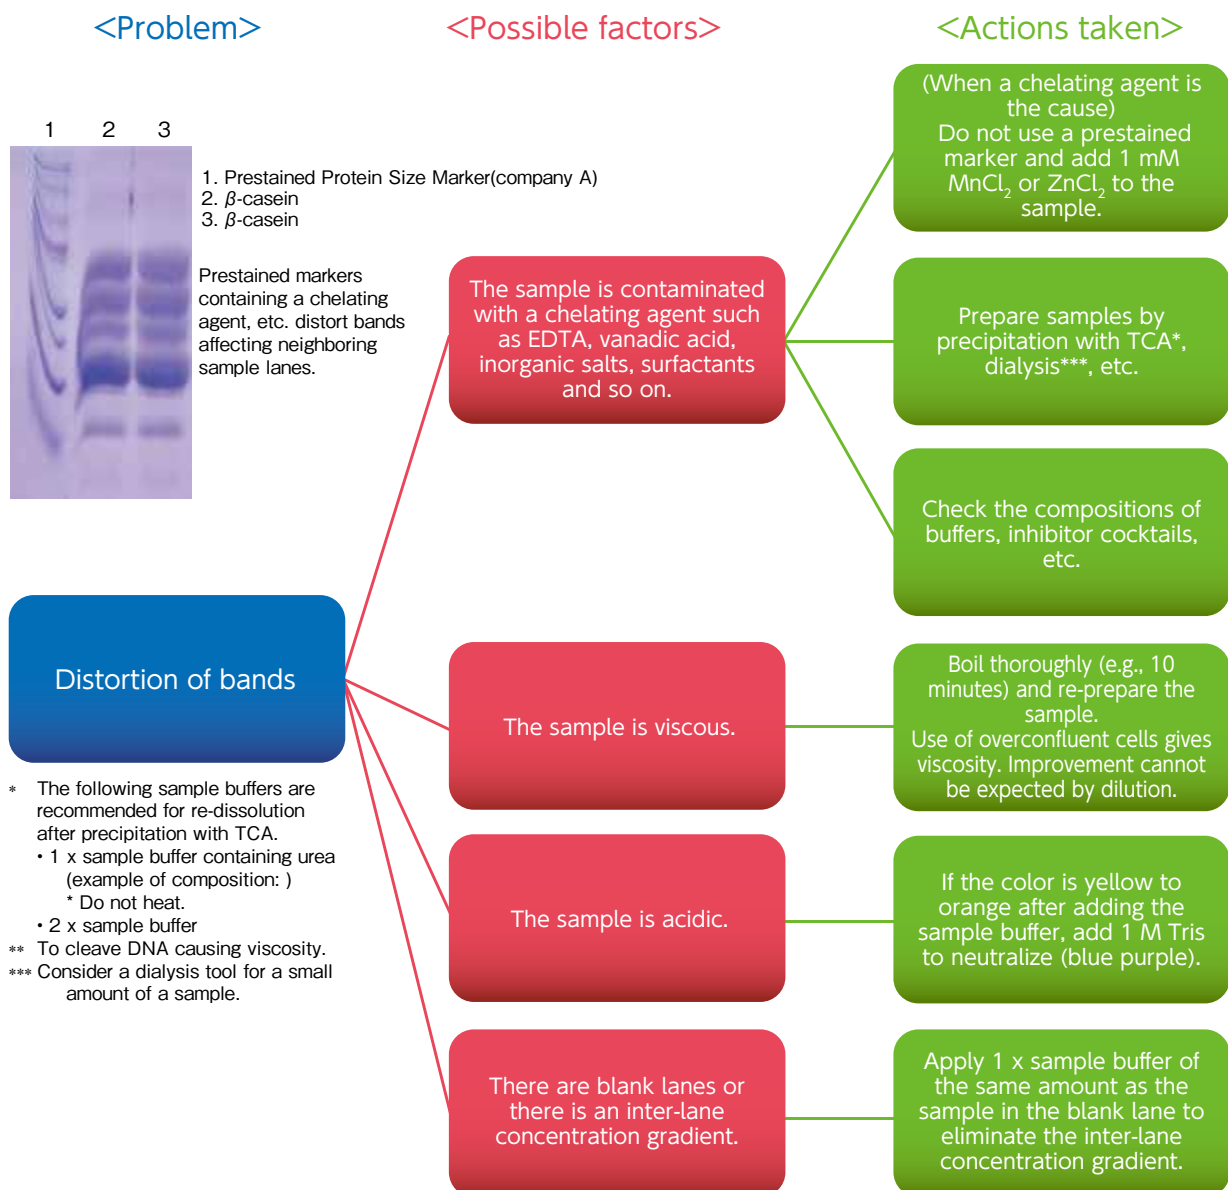 <Problem>
<Possible factors>
<Actions taken>
1 2 3
1. Prestained Protein Size Marker(company A)
2. β-casein
3. β-casein
Prestained markers
containing a chelating
agent, etc. distort bands
affecting neighboring
sample lanes.
Distortion of bands
* The following sample buffers are
recommended for re-dissolution
after precipitation with TCA.
• 1 x sample buffer containing urea
(example of composition: )
* Do not heat.
• 2 x sample buffer
** To cleave DNA causing viscosity.
*** Consider a dialysis tool for a small
amount of a sample.
The sample is contaminated
with a chelating agent such
as EDTA, vanadic acid,
inorganic salts, surfactants
and so on.
The sample is viscous.
The sample is acidic.
There are blank lanes or
there is an inter-lane
concentration gradient.
(When a chelating agent is
the cause)
Do not use a prestained
marker and add 1 mM
MnCl₂ or ZnCl₂ to the
sample.
Prepare samples by
precipitation with TCA*,
dialysis***, etc.
Check the compositions of
buffers, inhibitor cocktails,
etc.
Boil thoroughly (e.g., 10
minutes) and re-prepare the
sample.
Use of overconfluent cells gives
viscosity. Improvement cannot
be expected by dilution.
If the color is yellow to
orange after adding the
sample buffer, add 1 M Tris
to neutralize (blue purple).
Apply 1 x sample buffer of
the same amount as the
sample in the blank lane to
eliminate the inter-lane
concentration gradient.